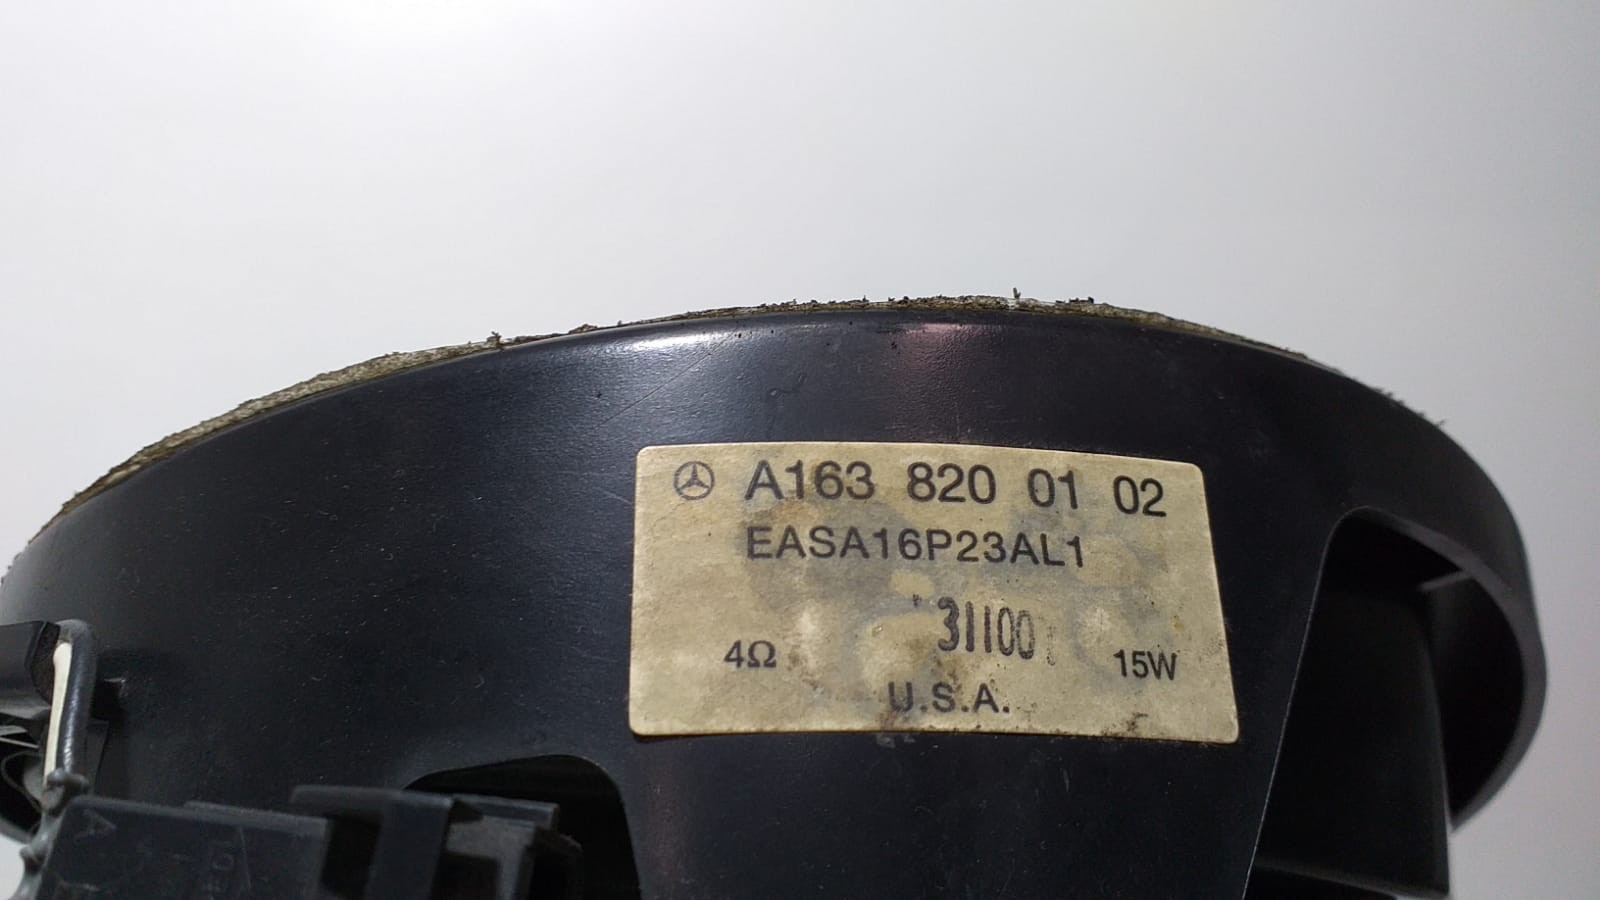 A163 820 01 02
EASA16P23AL1
31100
4Ω 15W
U.S.A.